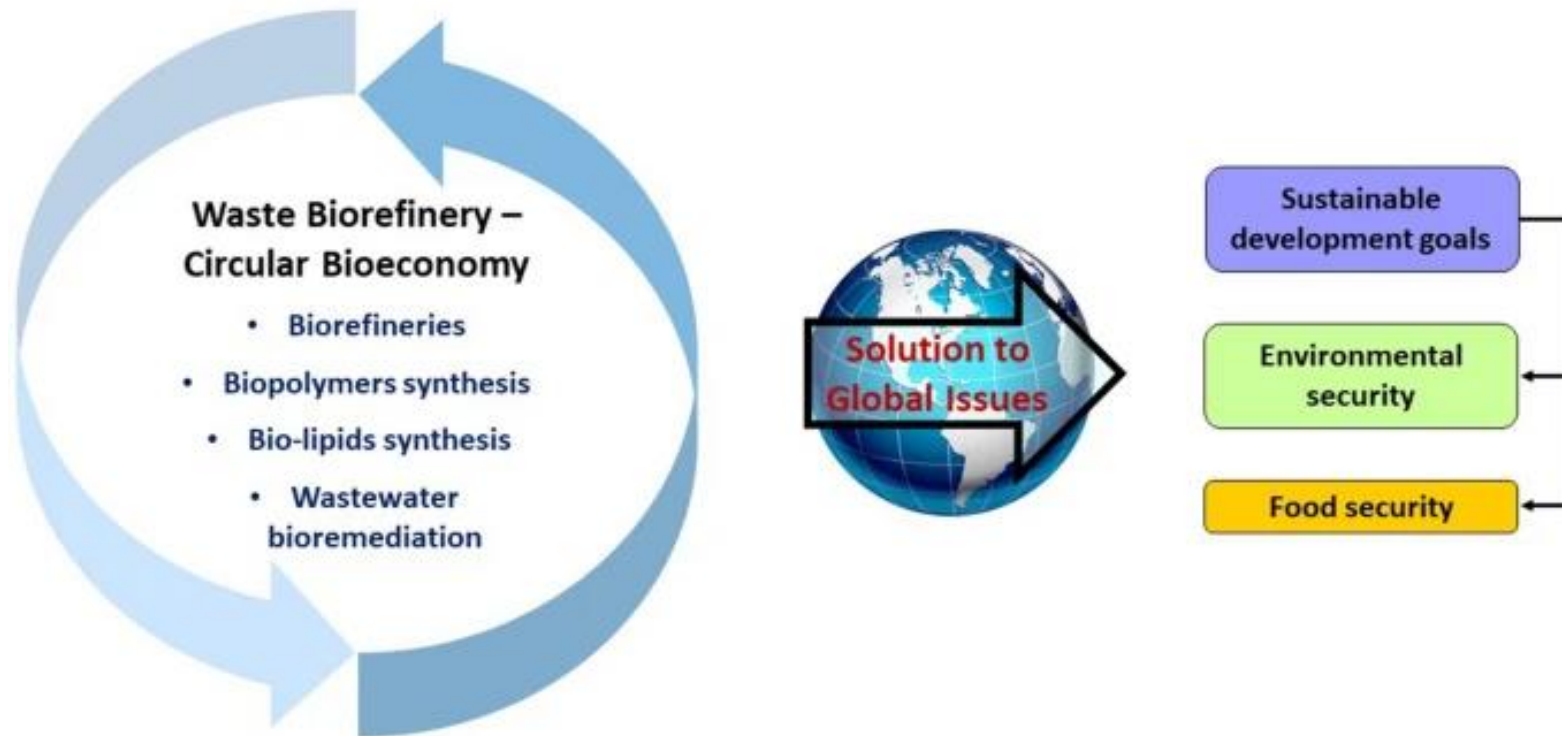 Waste Biorefinery –
Circular Bioeconomy
• Biorefineries
• Biopolymers synthesis
• Bio-lipids synthesis
• Wastewater
bioremediation
Solution to
Global Issues
Sustainable
development goals
Environmental
security
Food security